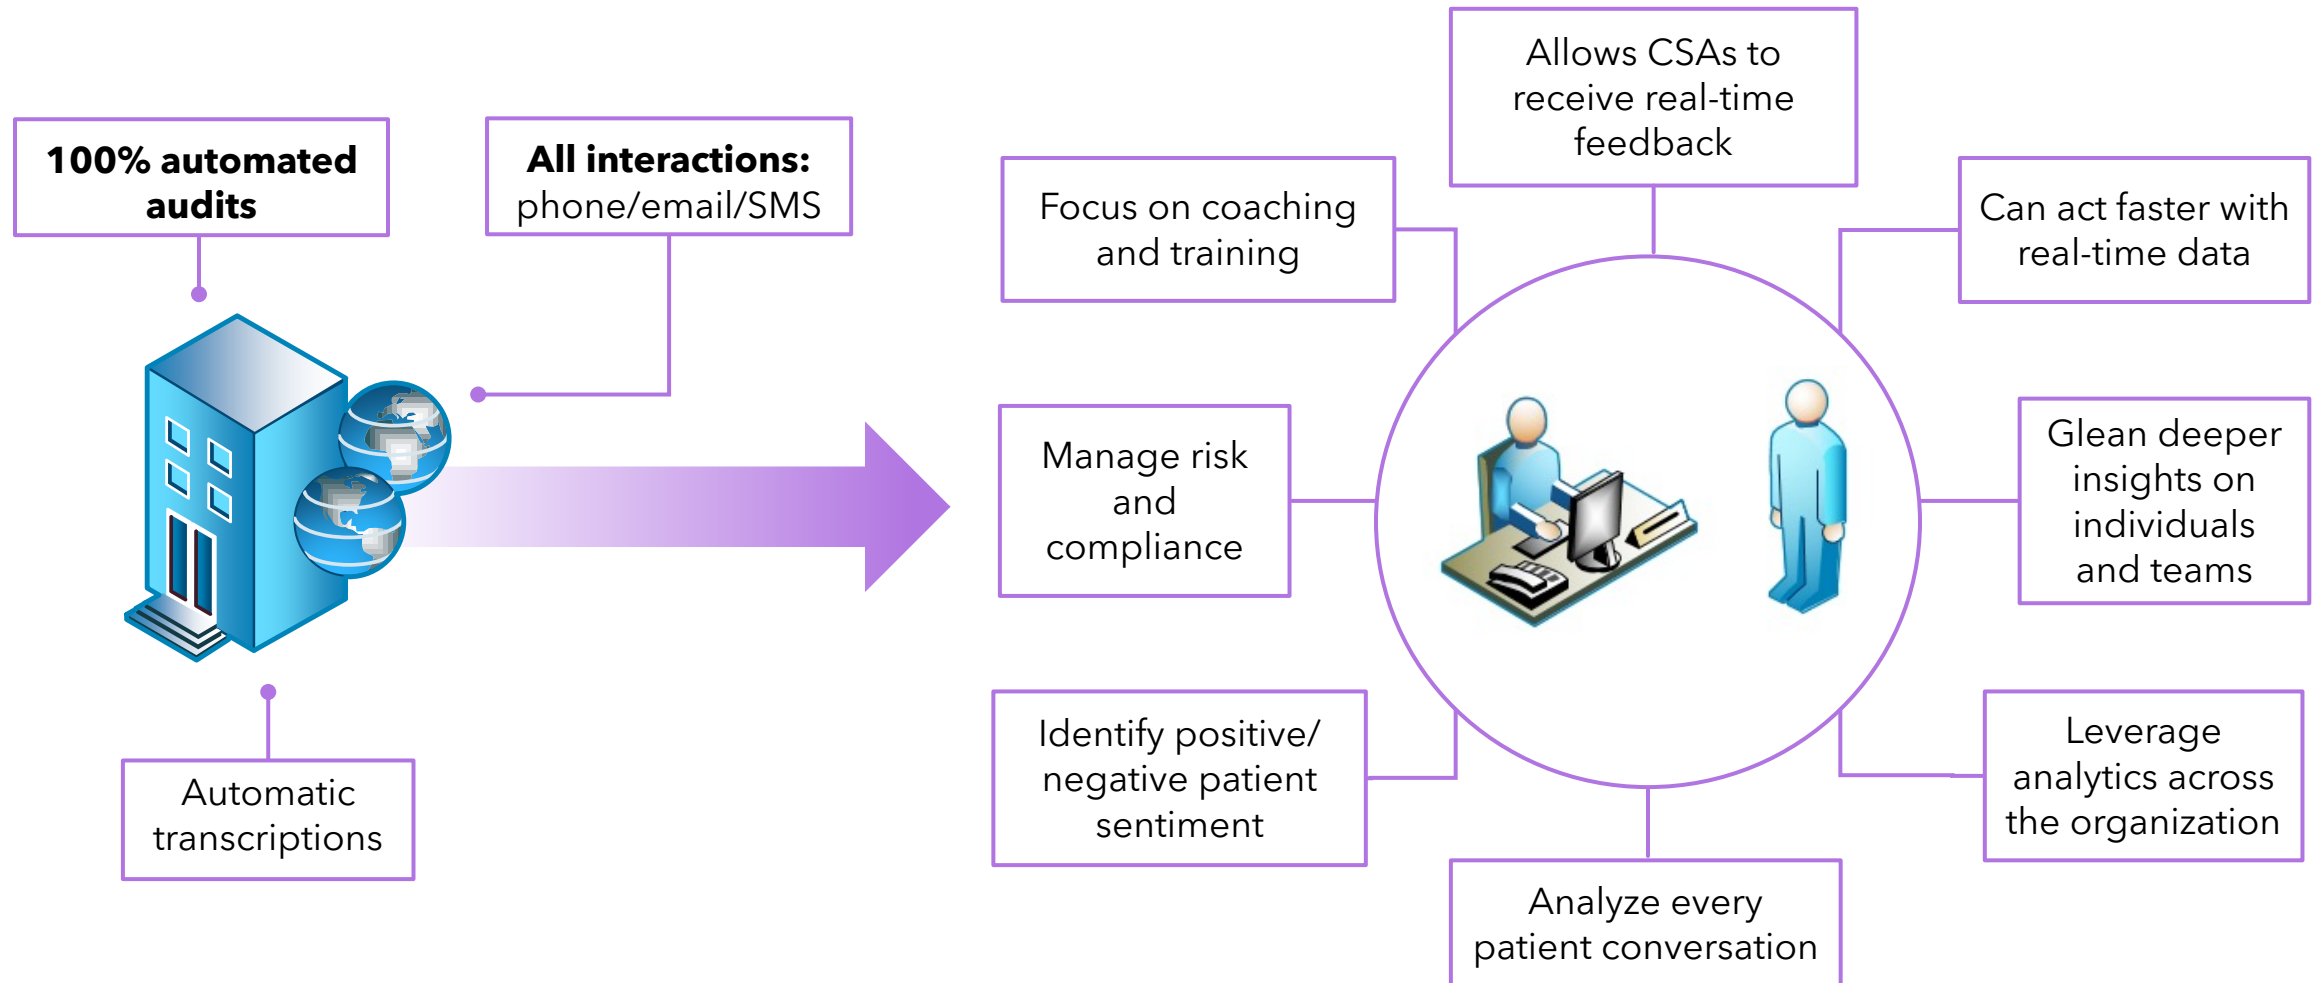 100% automated
audits
All interactions:
phone/email/SMS
Automatic
transcriptions
Allows CSAs to
receive real-time
feedback
Focus on coaching
and training
Can act faster with
real-time data
Manage risk
and
compliance
Glean deeper
insights on
individuals
and teams
Identify positive/
negative patient
sentiment
Leverage
analytics across
the organization
Analyze every
patient conversation